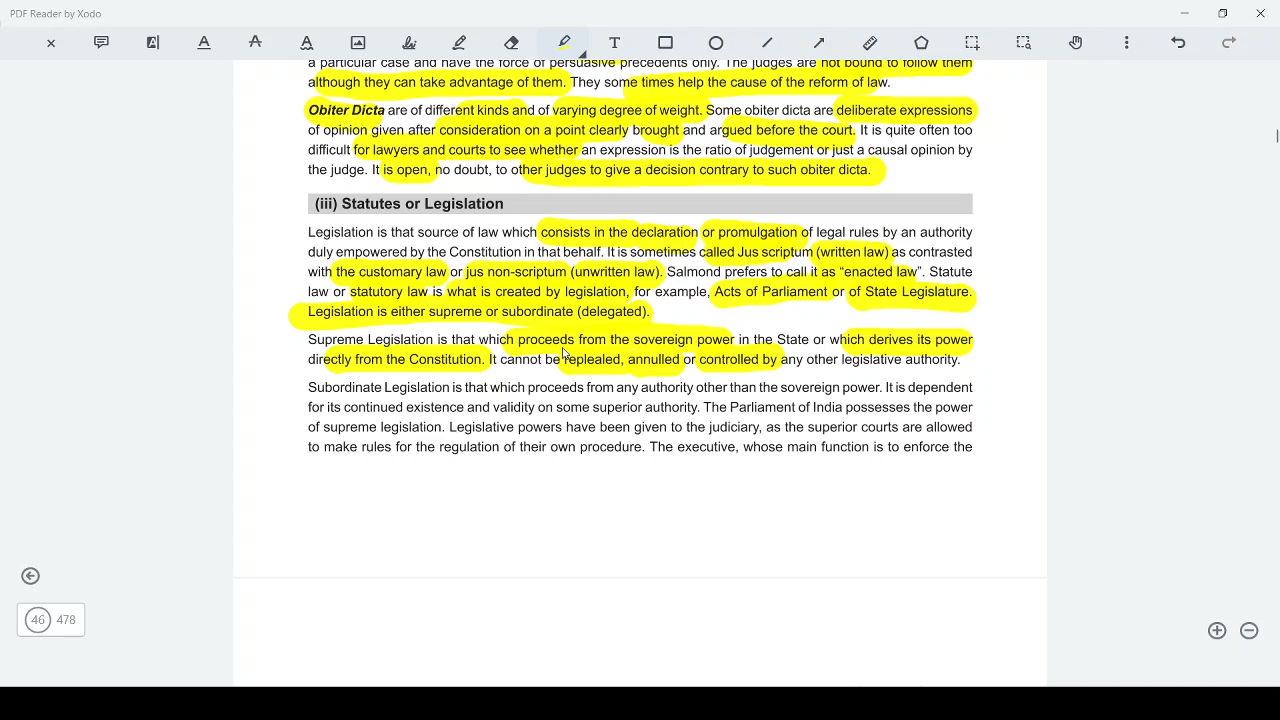 PDF Reader by Xodo
T
a particular case and have the force of persuasive precedents only. The judges are not bound to follow them
although they can take advantage of them. They some times help the cause of the reform of law.
Obiter Dicta are of different kinds and of varying degree of weight. Some obiter dicta are deliberate expressions
of opinion given after consideration on a point clearly brought and argued before the court. It is quite often too
difficult for lawyers and courts to see whether an expression is the ratio of judgement or just a causal opinion by
the judge. It is open, no doubt, to other judges to give a decision contrary to such obiter dicta.
(iii) Statutes or Legislation
Legislation is that source of law which consists in the declaration or promulgation of legal rules by an authority
duly empowered by the Constitution in that behalf. It is sometimes called Jus scriptum (written law) as contrasted
with the customary law or jus non-scriptum (unwritten law). Salmond prefers to call it as “enacted law”. Statute
law or statutory law is what is created by legislation, for example, Acts of Parliament or of State Legislature.
Legislation is either supreme or subordinate (delegated).
Supreme Legislation is that which proceeds from the sovereign power in the State or which derives its power
directly from the Constitution. It cannot be replealed, annulled or controlled by any other legislative authority.
Subordinate Legislation is that which proceeds from any authority other than the sovereign power. It is dependent
for its continued existence and validity on some superior authority. The Parliament of India possesses the power
of supreme legislation. Legislative powers have been given to the judiciary, as the superior courts are allowed
to make rules for the regulation of their own procedure. The executive, whose main function is to enforce the
46 478